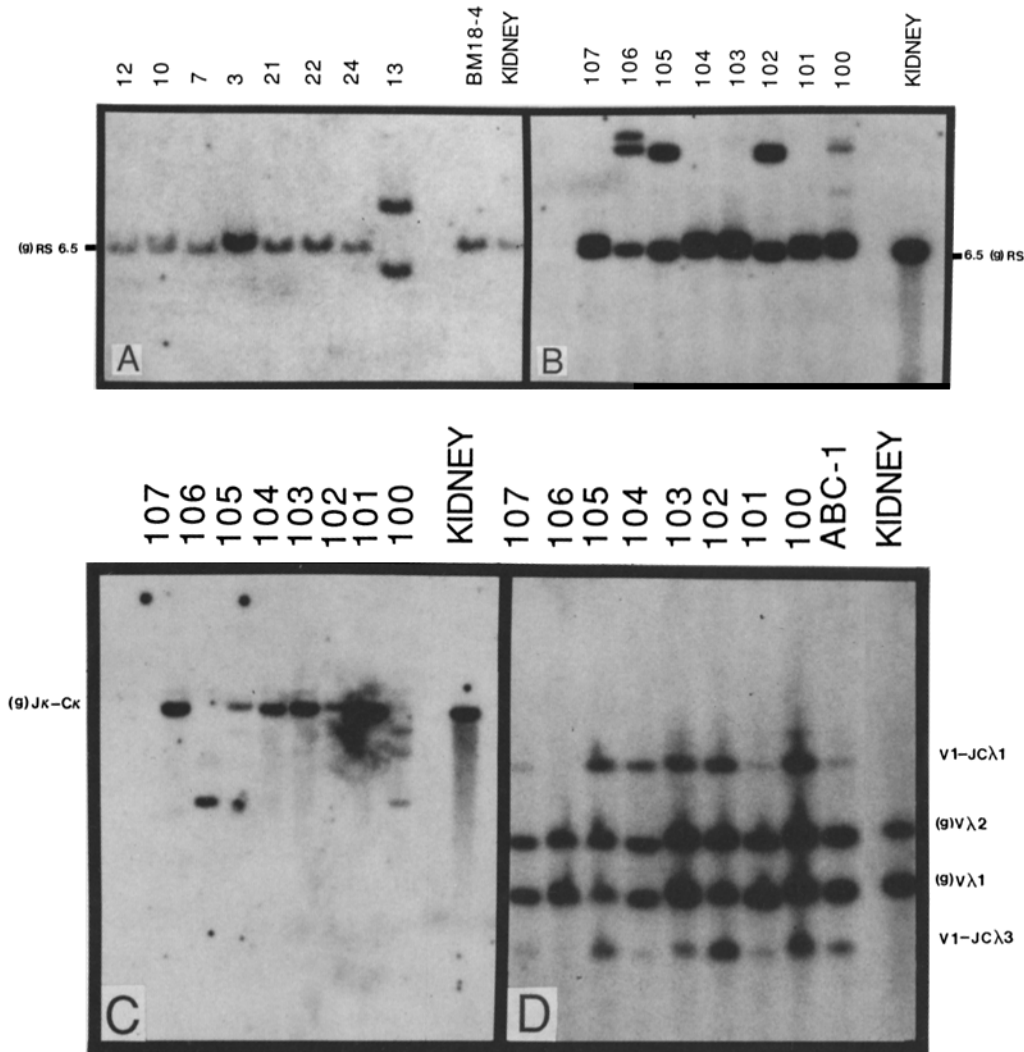 12 10 7 3 21 22 24 13 BM18-4 KIDNEY
107 106 105 104 103 102 101 100 KIDNEY
(g) RS 6.5
6.5 (g) RS
A
B
107 106 105 104 103 102 101 100 KIDNEY
107 106 105 104 103 102 101 100 ABC-1 KIDNEY
(g) Jκ-Cκ
V1-JCλ1
(g)Vλ2
(g)Vλ1
V1-JCλ3
C
D